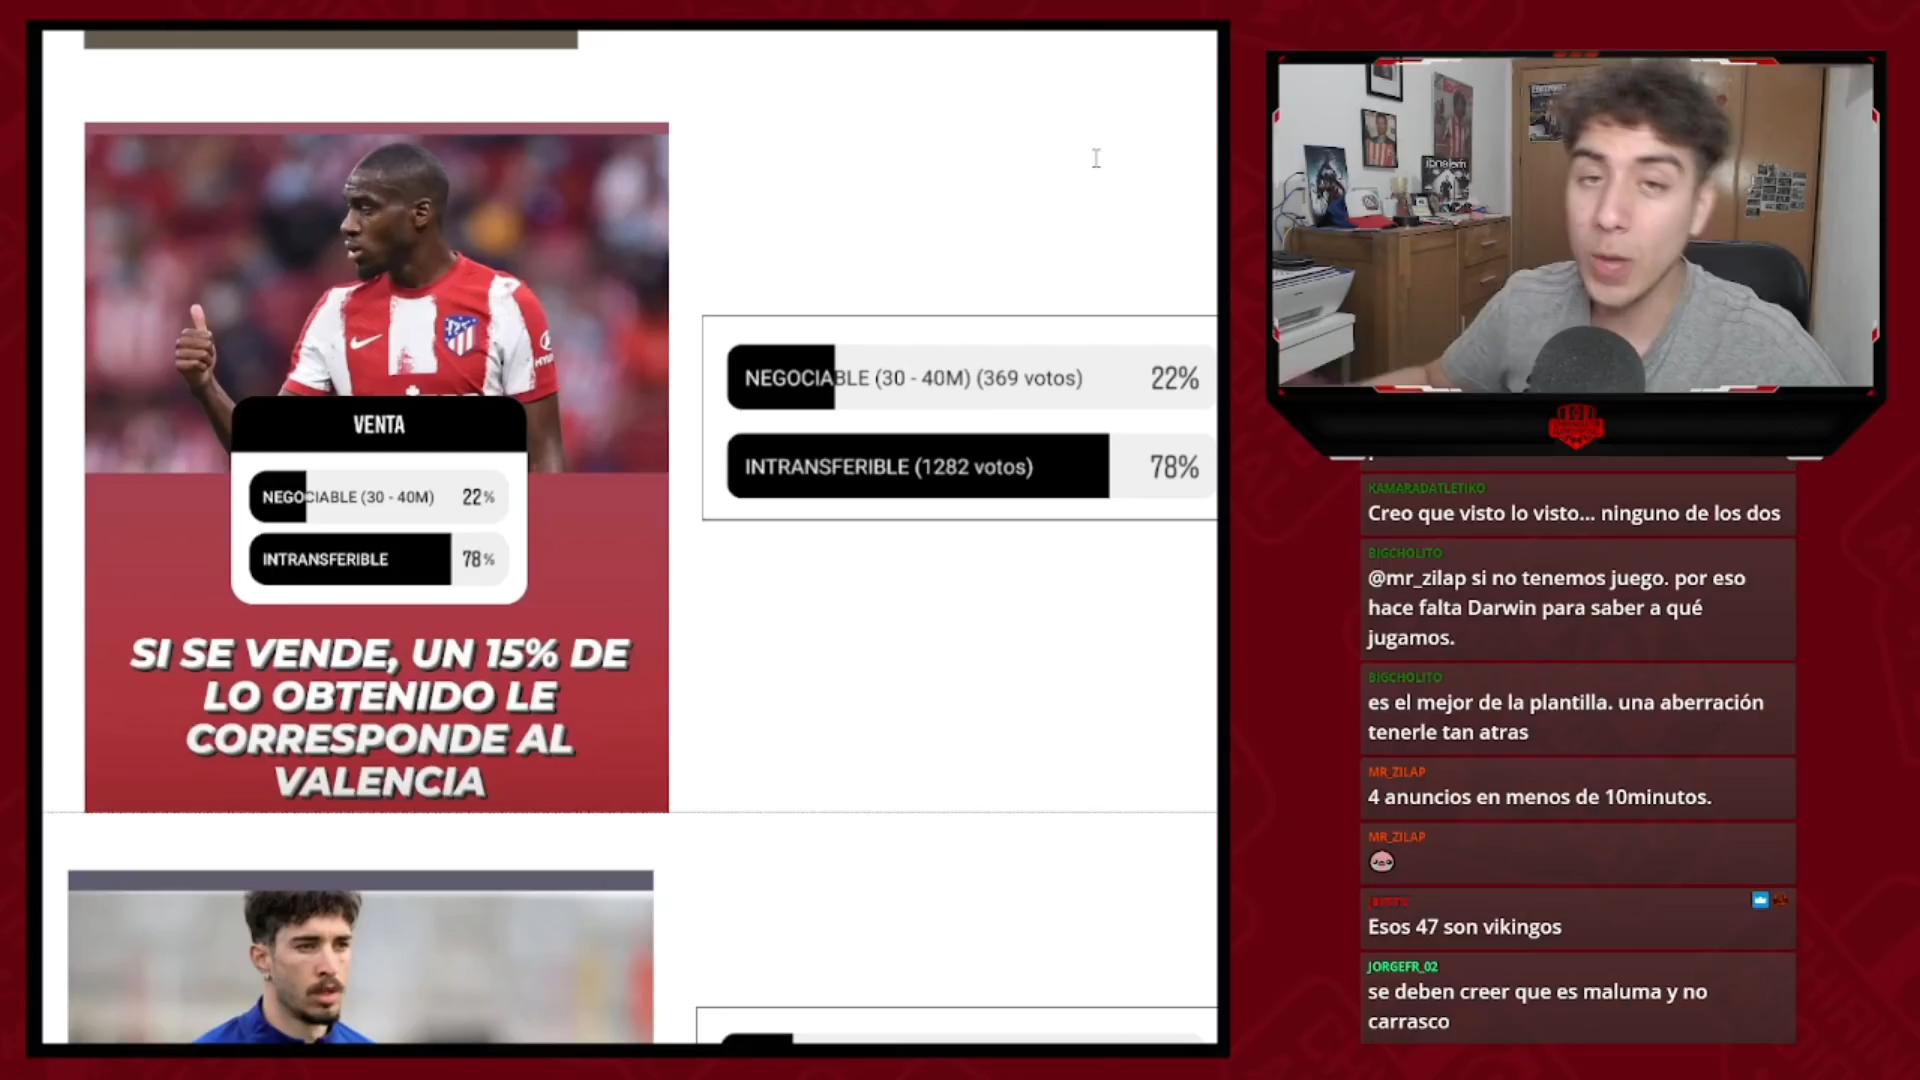 VENTA
NEGOCIABLE (30 - 40M) 22%
INTRANSFERIBLE 78%
SI SE VENDE, UN 15% DE
LO OBTENIDO LE
CORRESPONDE AL
VALENCIA
NEGOCIABLE (30 - 40M) (369 votos) 22%
INTRANSFERIBLE (1282 votos) 78%
KAMARADATLETIKO
Creo que visto lo visto... ninguno de los dos
BIGCHOLITO
@mr_zilap si no tenemos juego. por eso
hace falta Darwin para saber a qué
jugamos.
BIGCHOLITO
es el mejor de la plantilla. una aberración
tenerle tan atras
MR_ZILAP
4 anuncios en menos de 10minutos.
MR_ZILAP
Esos 47 son vikingos
JORGEFR_02
se deben creer que es maluma y no
carrasco